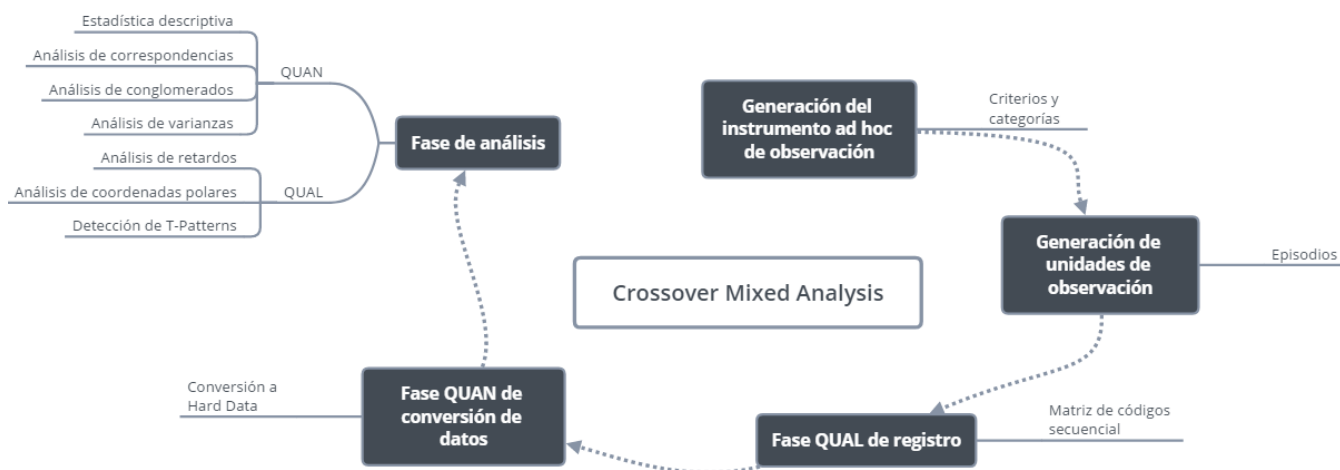 Estadística descriptiva
Análisis de correspondencias
QUAN
Análisis de conglomerados
Análisis de varianzas
Fase de análisis
Análisis de retardos
Análisis de coordenadas polares
QUAL
Detección de T-Patterns
Generación del
instrumento ad hoc
de observación
Criterios y
categorías
Generación de
unidades de
observación
Episodios
Crossover Mixed Analysis
Conversión a
Hard Data
Fase QUAN de
conversión de
datos
Fase QUAL de registro
Matriz de códigos
secuencial